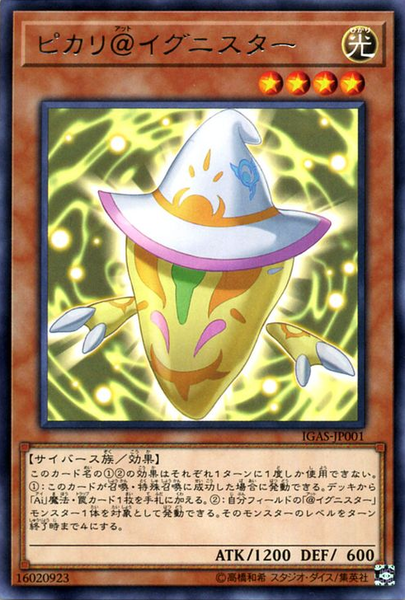 ピカリ@イグニスター
アット
光
ひかり
IGAS-JP001
【サイバース族/効果】
このカード名の①②の効果はそれぞれ1ターンに1度しか使用できない。
①:このカードが召喚・特殊召喚に成功した場合に発動できる。デッキから
「Ai」魔法・罠カード1枚を手札に加える。②:自分フィールドの「@イグニスター」
モンスター1体を対象として発動できる。そのモンスターのレベルをターン
終了時まで4にする。
ATK/1200 DEF/ 600
16020923
©高橋和希 スタジオ・ダイス/集英社